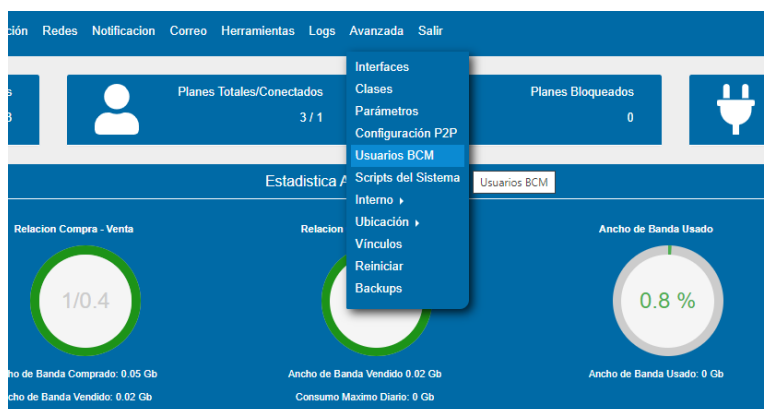 ción Redes Notificacion Correo Herramientas Logs Avanzada Salir
Interfaces
Clases
Parámetros
Configuración P2P
Usuarios BCM
Scripts del Sistema
Interno
Ubicación
Vínculos
Reiniciar
Backups
Usuarios BCM
s
3
Planes Totales/Conectados
3 / 1
Planes Bloqueados
0
Estadistica A
Relacion Compra - Venta
1/0.4
ho de Banda Comprado: 0.05 Gb
cho de Banda Vendido: 0.02 Gb
Relacion
Ancho de Banda Vendido 0.02 Gb
Consumo Maximo Diario: 0 Gb
Ancho de Banda Usado
0.8 %
Ancho de Banda Usado: 0 Gb